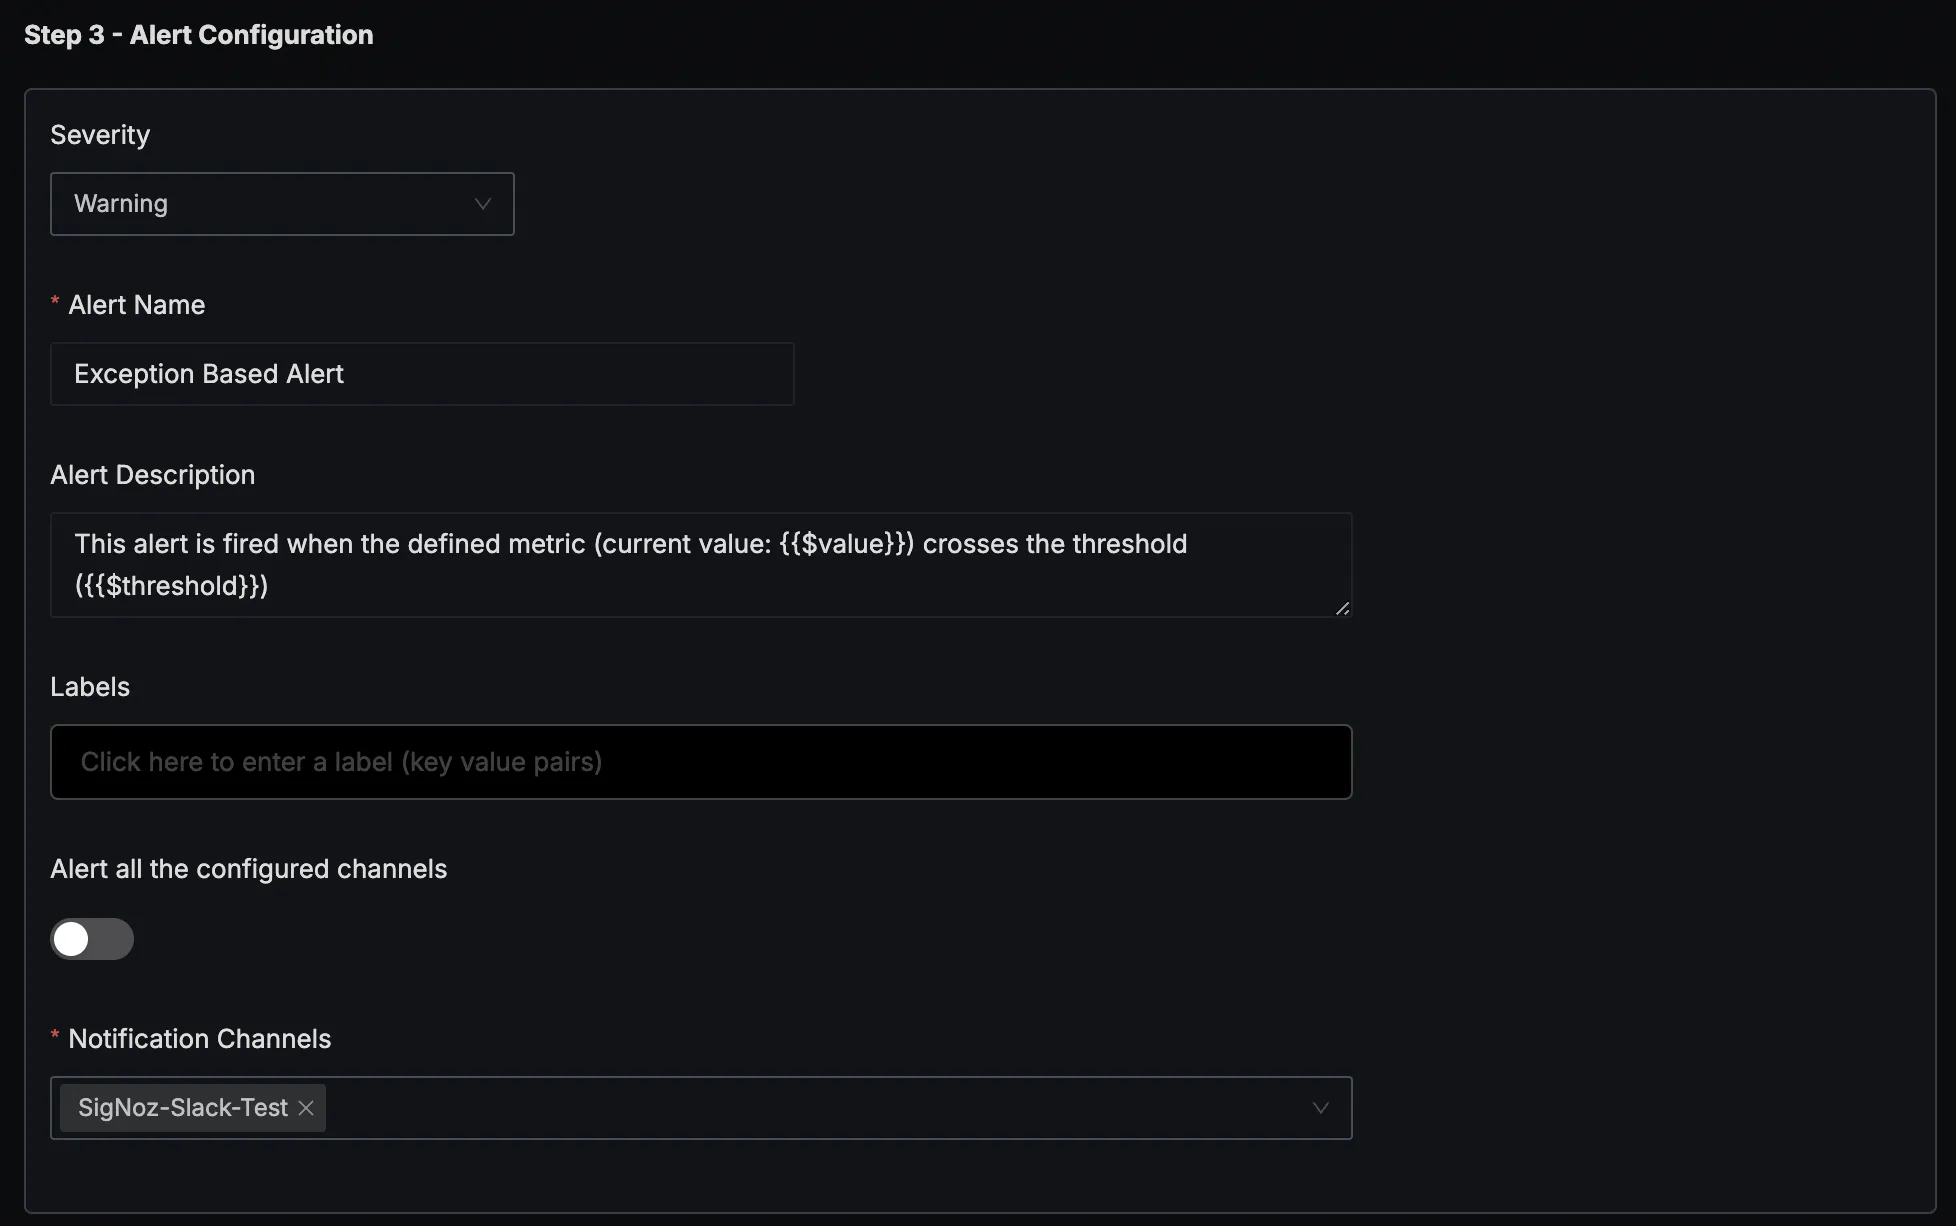 Step 3 - Alert Configuration
Severity
Warning
* Alert Name
Exception Based Alert
Alert Description
This alert is fired when the defined metric (current value: {{$value}}) crosses the threshold
({{$threshold}})
Labels
Click here to enter a label (key value pairs)
Alert all the configured channels
* Notification Channels
SigNoz-Slack-Test